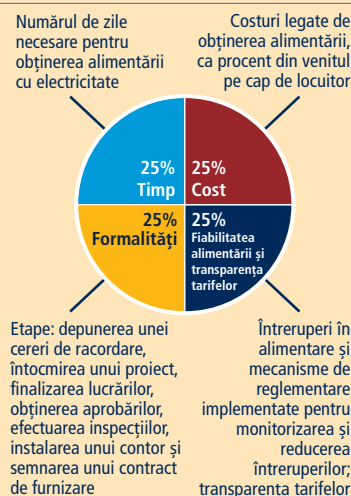 Numărul de zile
necesare pentru
obținerea alimentării
cu electricitate
Costuri legate de
obținerea alimentării,
ca procent din venitul
pe cap de locuitor
25%
Timp
25%
Cost
25%
Formalități
25%
Fiabilitatea
alimentării și
transparența
tarifelor
Etape: depunerea unei
cereri de racordare,
întocmirea unui proiect,
finalizarea lucrărilor,
obținerea aprobărilor,
efectuarea inspecțiilor,
instalarea unui contor și
semnarea unui contract
de furnizare
Întreruperi în
alimentare și
mecanisme de
reglementare
implementate pentru
monitorizarea și
reducerea
întreruperilor;
transparența tarifelor